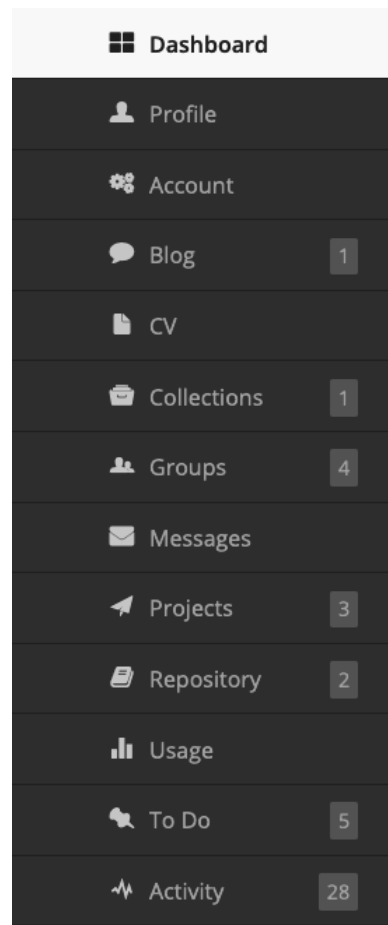 Dashboard
Profile
Account
Blog 1
CV
Collections 1
Groups 4
Messages
Projects 3
Repository 2
Usage
To Do 5
Activity 28